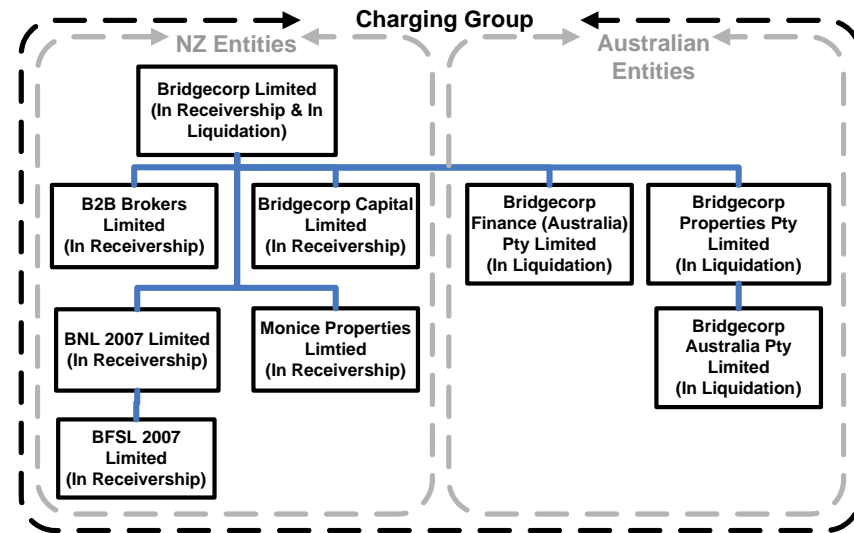 Charging Group
NZ Entities
Australian
Entities
Bridgecorp Limited
(In Receivership & In
Liquidation)
B2B Brokers
Limited
(In Receivership)
Bridgecorp Capital
Limited
(In Receivership)
Bridgecorp
Finance (Australia)
Pty Limited
(In Liquidation)
Bridgecorp
Properties Pty
Limited
(In Liquidation)
BNL 2007 Limited
(In Receivership)
Monice Properties
Limtied
(In Receivership)
Bridgecorp
Australia Pty
Limited
(In Liquidation)
BFSL 2007
Limited
(In Receivership)